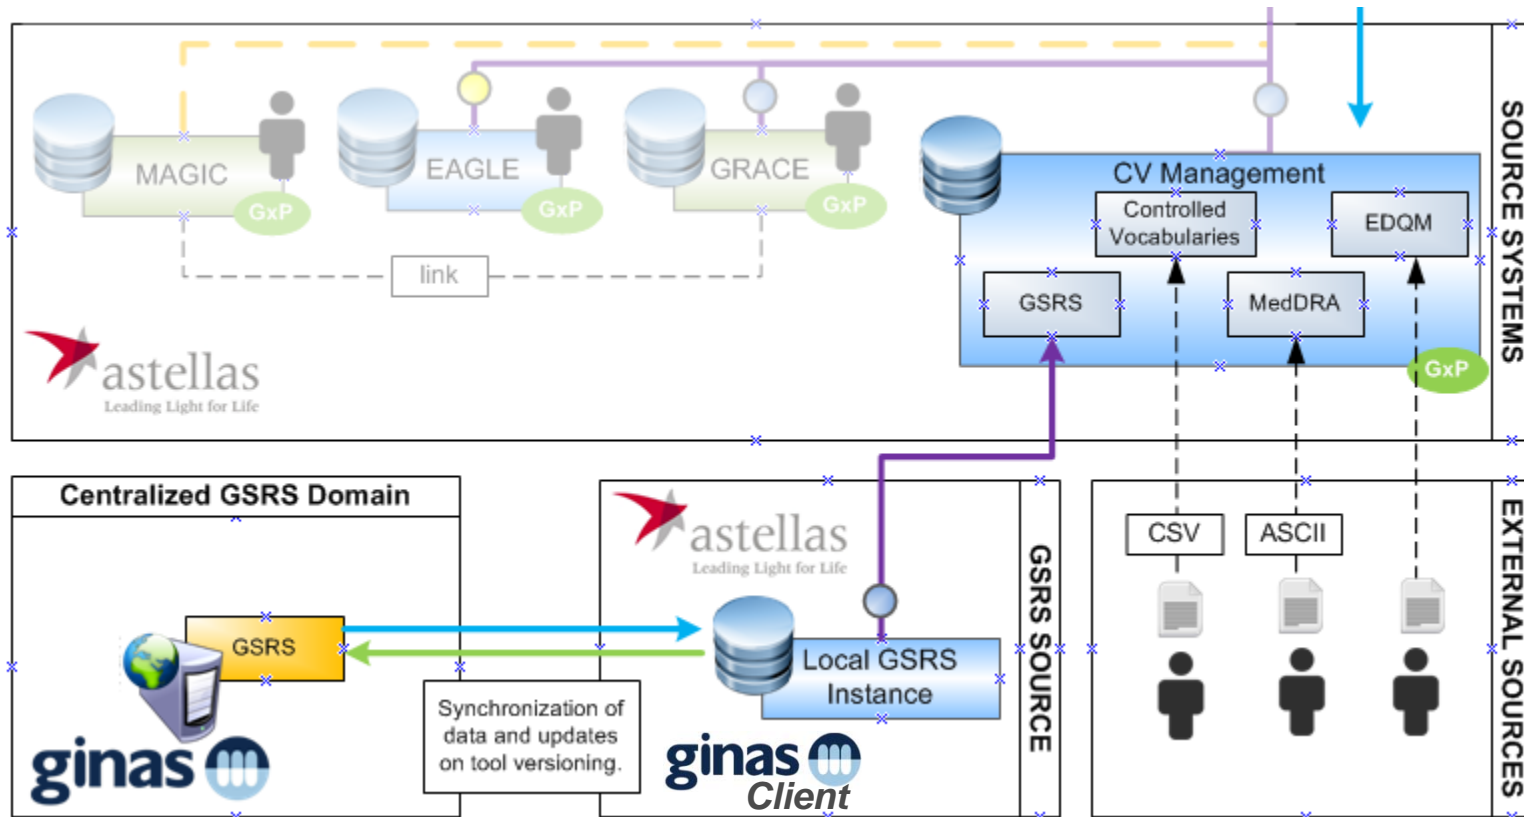 MAGIC
GxP
EAGLE
GxP
GRACE
GxP
link
astellas
Leading Light for Life
CV Management
Controlled
Vocabularies
EDQM
GSRS
MedDRA
GxP
SOURCE SYSTEMS
Centralized GSRS Domain
GSRS
ginas
Synchronization of
data and updates
on tool versioning.
astellas
Leading Light for Life
Local GSRS
Instance
ginas
Client
GSRS SOURCE
CSV
ASCII
EXTERNAL SOURCES